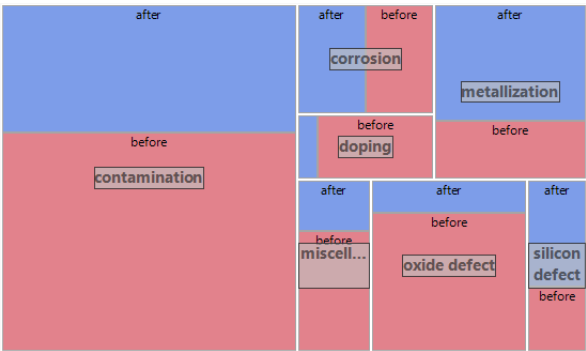 after
before
contamination
after
before
corrosion
before
doping
after
metallization
before
after
before
miscell...
after
before
oxide defect
after
silicon
defect
before